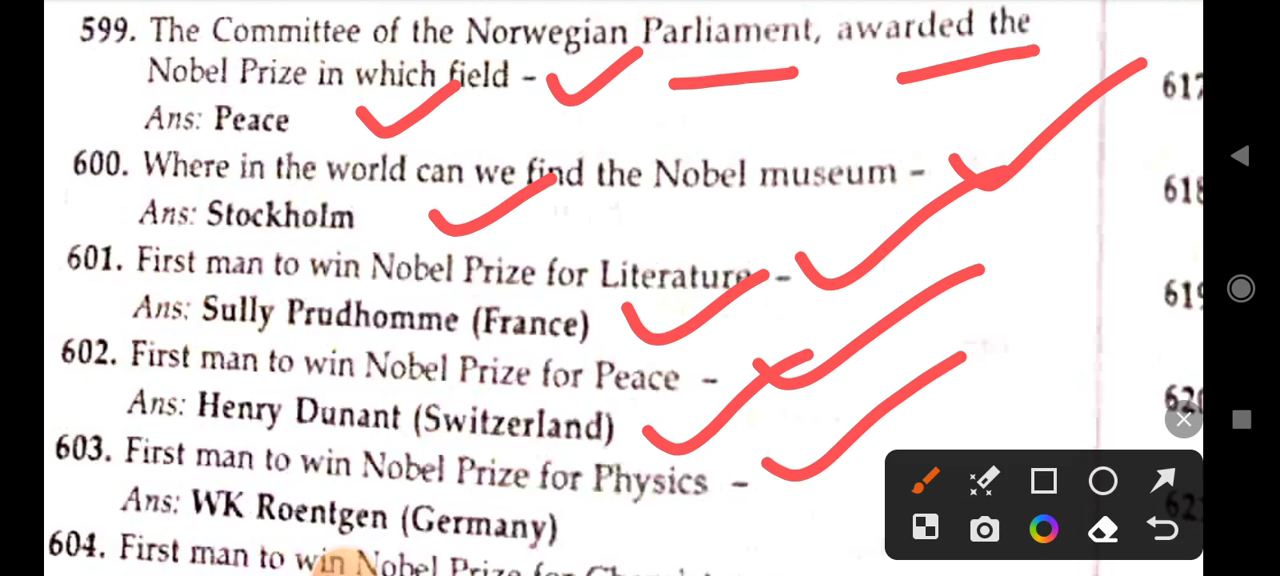 599. The Committee of the Norwegian Parliament, awarded the
Nobel Prize in which field -
Ans: Peace
600. Where in the world can we find the Nobel museum -
Ans: Stockholm
601. First man to win Nobel Prize for Literature -
Ans: Sully Prudhomme (France)
602. First man to win Nobel Prize for Peace -
Ans: Henry Dunant (Switzerland)
603. First man to win Nobel Prize for Physics -
Ans: WK Roentgen (Germany)
604. First man to win Nobel Prize for
617
618
619
620
621